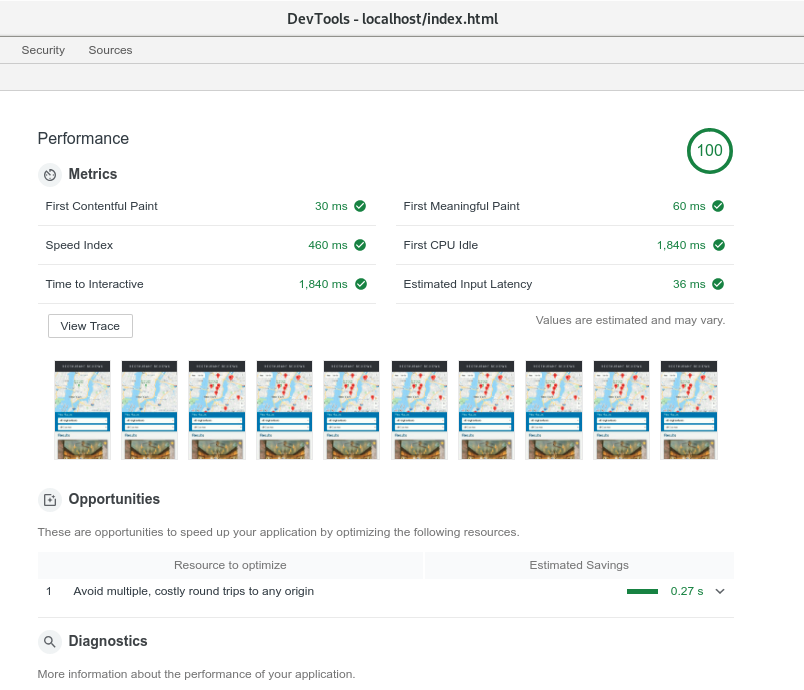 DevTools - localhost/index.html
Security Sources
Performance
100
Metrics
First Contentful Paint 30 ms First Meaningful Paint 60 ms
Speed Index 460 ms First CPU Idle 1,840 ms
Time to Interactive 1,840 ms Estimated Input Latency 36 ms
View Trace Values are estimated and may vary.
Opportunities
These are opportunities to speed up your application by optimizing the following resources.
Resource to optimize Estimated Savings
1 Avoid multiple, costly round trips to any origin 0.27 s
Diagnostics
More information about the performance of your application.